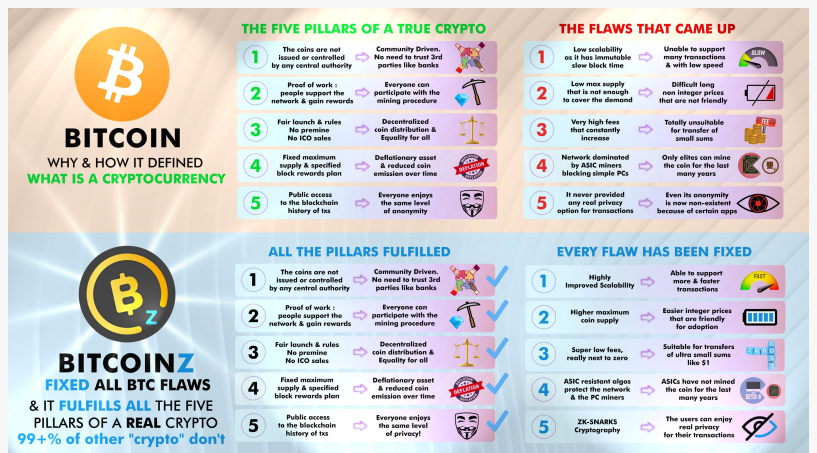 BITCOIN
WHY & HOW IT DEFINED
WHAT IS A CRYPTOCURRENCY
THE FIVE PILLARS OF A TRUE CRYPTO
1
The coins are not
issued or controlled
by any central authority
Community Driven.
No need to trust 3rd
parties like banks
2
Proof of work :
people support the
network & gain rewards
Everyone can
participate with the
mining procedure
3
Fair launch & rules
No premine
No ICO sales
Decentralized
coin distribution &
Equality for all
4
Fixed maximum
supply & specified
block rewards plan
Deflationary asset
& reduced coin
emission over time
DEFLATION
5
Public access
to the blockchain
history of txs
Everyone enjoys
the same level
of anonymity
THE FLAWS THAT CAME UP
1
Low scalability
as it has immutable
slow block time
Unable to support
many transactions
& with low speed
SLOW
2
Low max supply
that is not enough
to cover the demand
Difficult long
non integer prices
that are not friendly
3
Very high fees
that constantly
increase
Totally unsuitable
for transfer of
small sums
FEE
4
Network dominated
by ASIC miners
blocking simple PCs
Only elites can mine
the coin for the last
many years
5
It never provided
any real privacy
option for transactions
Even its anonymity
is now non-existent
because of certain apps
Z
BITCOINZ
FIXED ALL BTC FLAWS
& IT FULFILLS ALL THE FIVE
PILLARS OF A REAL CRYPTO
99+% of other "crypto" don't
ALL THE PILLARS FULFILLED
1
The coins are not
issued or controlled
by any central authority
Community Driven.
No need to trust 3rd
parties like banks
2
Proof of work :
people support the
network & gain rewards
Everyone can
participate with the
mining procedure
3
Fair launch & rules
No premine
No ICO sales
Decentralized
coin distribution &
Equality for all
4
Fixed maximum
supply & specified
block rewards plan
Deflationary asset
& reduced coin
emission over time
DEFLATION
5
Public access
to the blockchain
history of txs
Everyone enjoys
the same level
of privacy!
EVERY FLAW HAS BEEN FIXED
1
Highly
Improved Scalability
Able to support
more & faster
transactions
FAST
2
Higher maximum
coin supply
Easier integer prices
that are friendly
for adoption
3
Super low fees,
really next to zero
Suitable for transfers
of ultra small sums
like $1
4
ASIC resistant algos
protect the network
& the PC miners
ASICs have not mined
the coin for the last
many years
5
ZK-SNARKS
Cryptography
The users can enjoy
real privacy
for their transactions